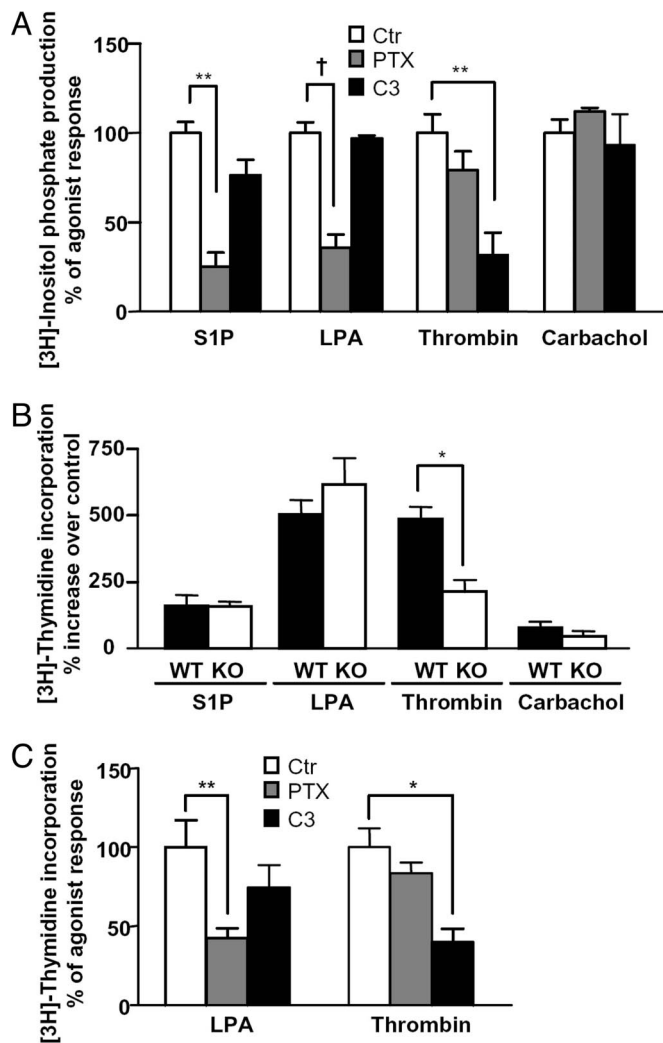 A
[3H]-Inositol phosphate production
% of agonist response
150
100
50
0
Ctr
PTX
C3
**
†
**
S1P LPA Thrombin Carbachol
B
[3H]-Thymidine incorporation
% increase over control
750
500
250
0
*
WT KO WT KO WT KO WT KO
S1P LPA Thrombin Carbachol
C
[3H]-Thymidine incorporation
% of agonist response
150
100
50
0
Ctr
PTX
C3
**
*
LPA Thrombin